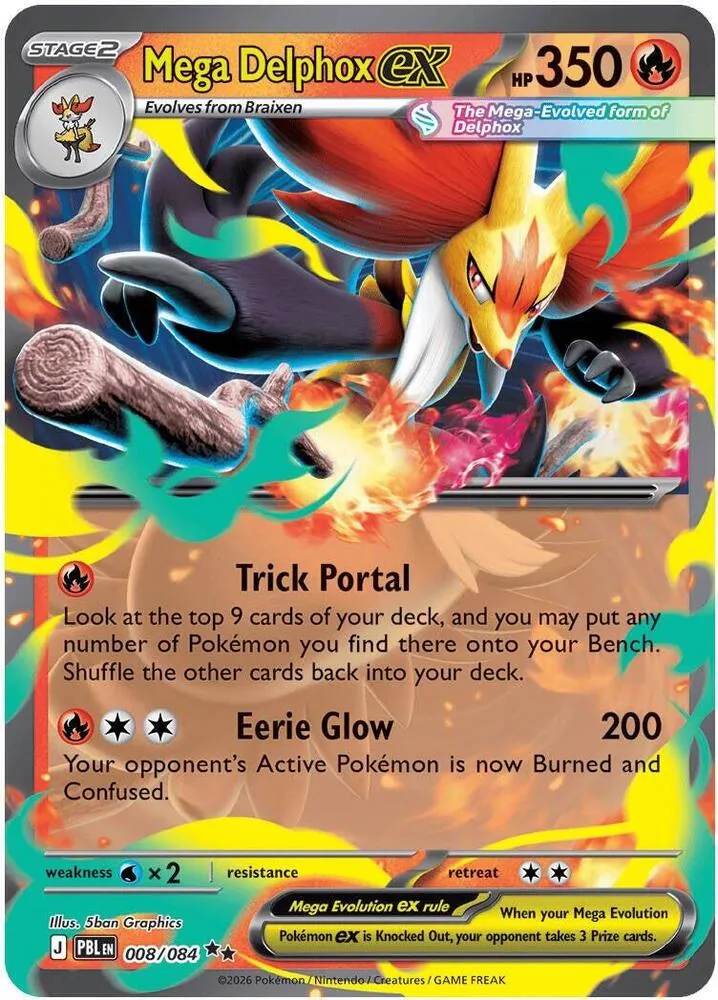 STAGE2
Mega Delphox ex
HP 350
Evolves from Braixen
The Mega-Evolved form of
Delphox
Trick Portal
Look at the top 9 cards of your deck, and you may put any
number of Pokémon you find there onto your Bench.
Shuffle the other cards back into your deck.
Eerie Glow 200
Your opponent's Active Pokémon is now Burned and
Confused.
weakness ×2 resistance retreat
Illus. 5ban Graphics
Mega Evolution ex rule
When your Mega Evolution
Pokémon ex is Knocked Out, your opponent takes 3 Prize cards.
J PBL EN 008/084 ★★
©2026 Pokémon / Nintendo / Creatures / GAME FREAK